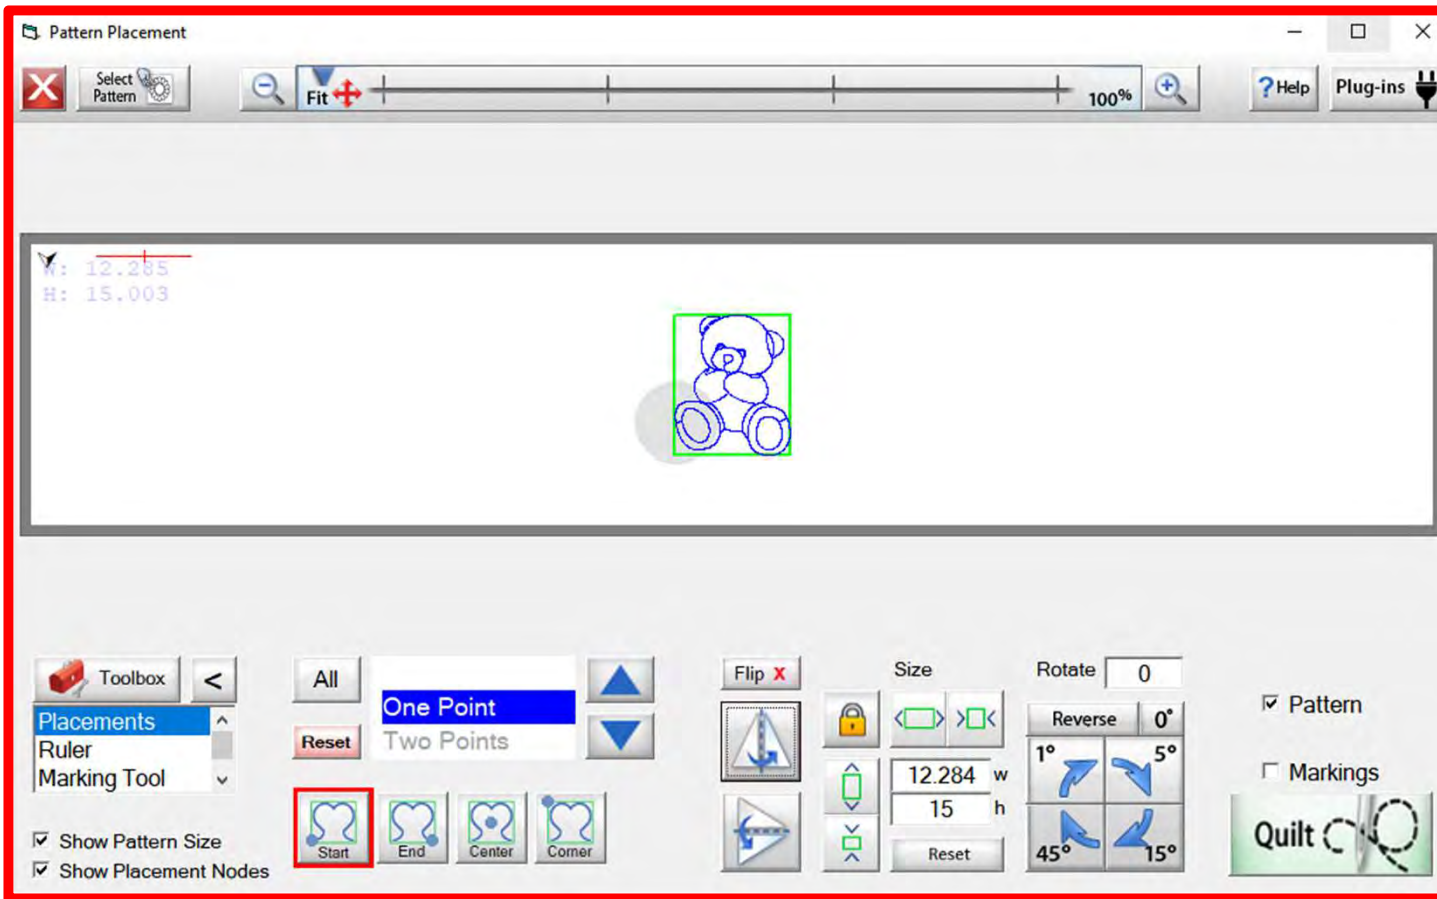 Pattern Placement
Select
Pattern
Fit
100%
?Help
Plug-ins
W: 12.285
H: 15.003
Toolbox
<
Placements
Ruler
Marking Tool
Show Pattern Size
Show Placement Nodes
All
Reset
One Point
Two Points
Start
End
Center
Corner
Flip X
Size
12.284 w
15 h
Reset
Rotate 0
Reverse 0°
1° 5°
45° 15°
Pattern
Markings
Quilt